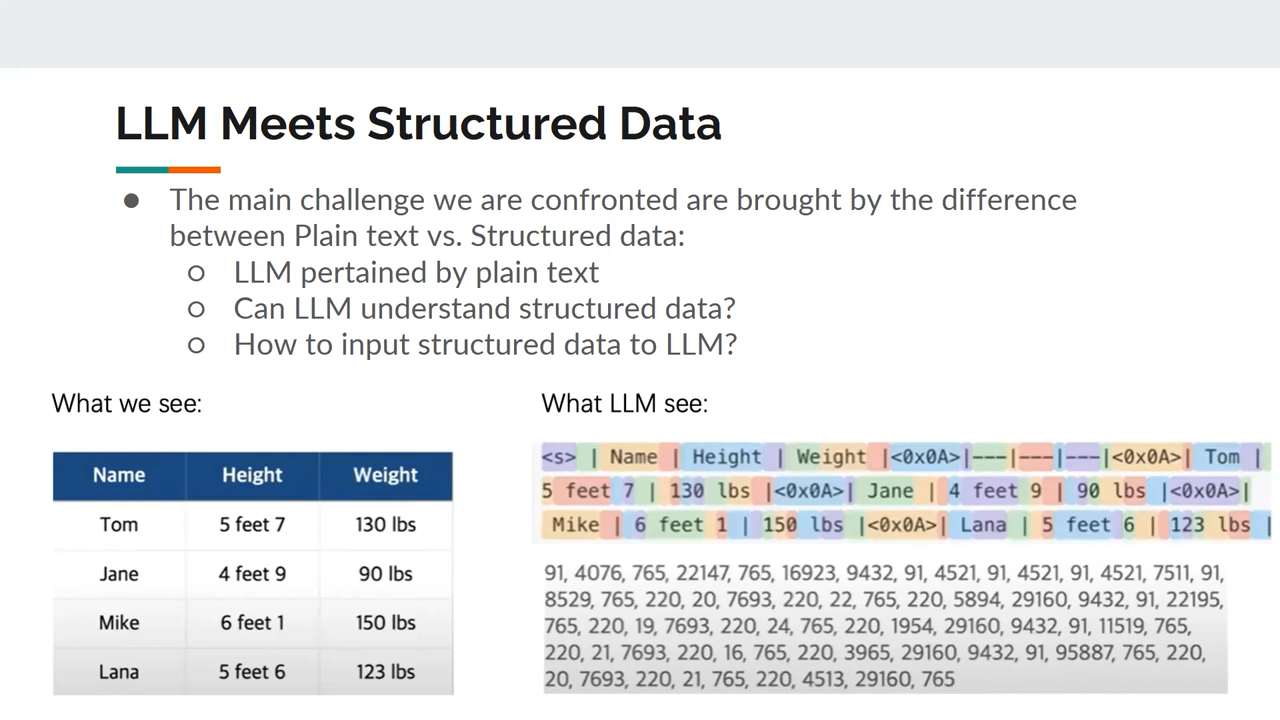 LLM Meets Structured Data
● The main challenge we are confronted are brought by the difference
between Plain text vs. Structured data:
○ LLM pertained by plain text
○ Can LLM understand structured data?
○ How to input structured data to LLM?
What we see:
Name Height Weight
Tom 5 feet 7 130 lbs
Jane 4 feet 9 90 lbs
Mike 6 feet 1 150 lbs
Lana 5 feet 6 123 lbs
What LLM see:
<s> | Name | Height | Weight |<0x0A>|---|---|---|<0x0A>| Tom |
5 feet 7 | 130 lbs |<0x0A>| Jane | 4 feet 9 | 90 lbs |<0x0A>|
Mike | 6 feet 1 | 150 lbs |<0x0A>| Lana | 5 feet 6 | 123 lbs |
91, 4076, 765, 22147, 765, 16923, 9432, 91, 4521, 91, 4521, 91, 4521, 7511, 91,
8529, 765, 220, 20, 7693, 220, 22, 765, 220, 5894, 29160, 9432, 91, 22195,
765, 220, 19, 7693, 220, 24, 765, 220, 1954, 29160, 9432, 91, 11519, 765,
220, 21, 7693, 220, 16, 765, 220, 3965, 29160, 9432, 91, 95887, 765, 220,
20, 7693, 220, 21, 765, 220, 4513, 29160, 765